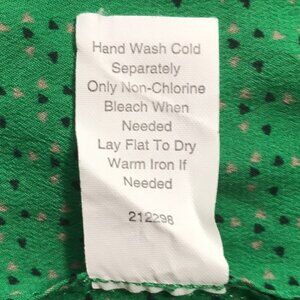 Hand Wash Cold
Separately
Only Non-Chlorine
Bleach When
Needed
Lay Flat To Dry
Warm Iron If
Needed
212298